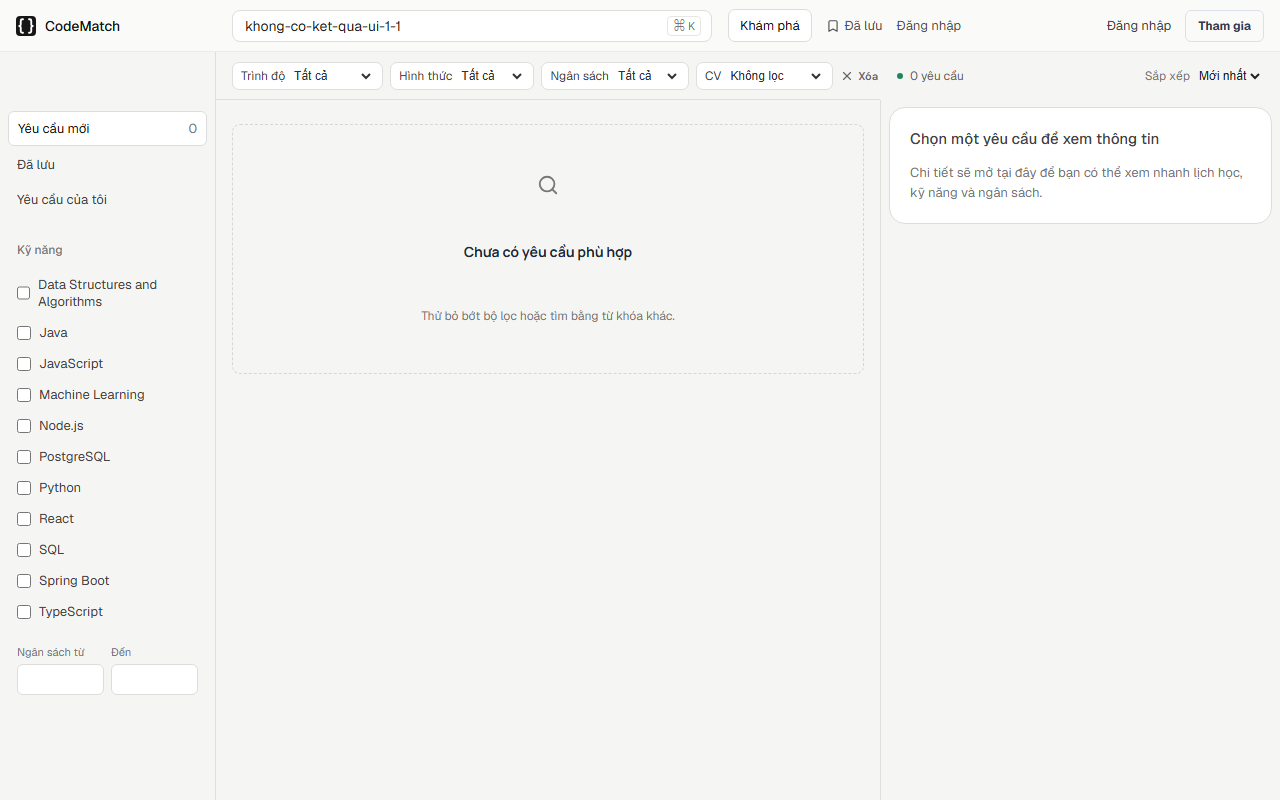 CodeMatch
khong-co-ket-qua-ui-1-1
⌘ K
Khám phá
Đã lưu
Đăng nhập
Đăng nhập
Tham gia
Trình độ Tất cả
Hình thức Tất cả
Ngân sách Tất cả
CV Không lọc
Xóa
0 yêu cầu
Sắp xếp Mới nhất
Yêu cầu mới 0
Đã lưu
Yêu cầu của tôi
Kỹ năng
Data Structures and
Algorithms
Java
JavaScript
Machine Learning
Node.js
PostgreSQL
Python
React
SQL
Spring Boot
TypeScript
Ngân sách từ
Đến
Chưa có yêu cầu phù hợp
Thử bỏ bớt bộ lọc hoặc tìm bằng từ khóa khác.
Chọn một yêu cầu để xem thông tin
Chi tiết sẽ mở tại đây để bạn có thể xem nhanh lịch học,
kỹ năng và ngân sách.